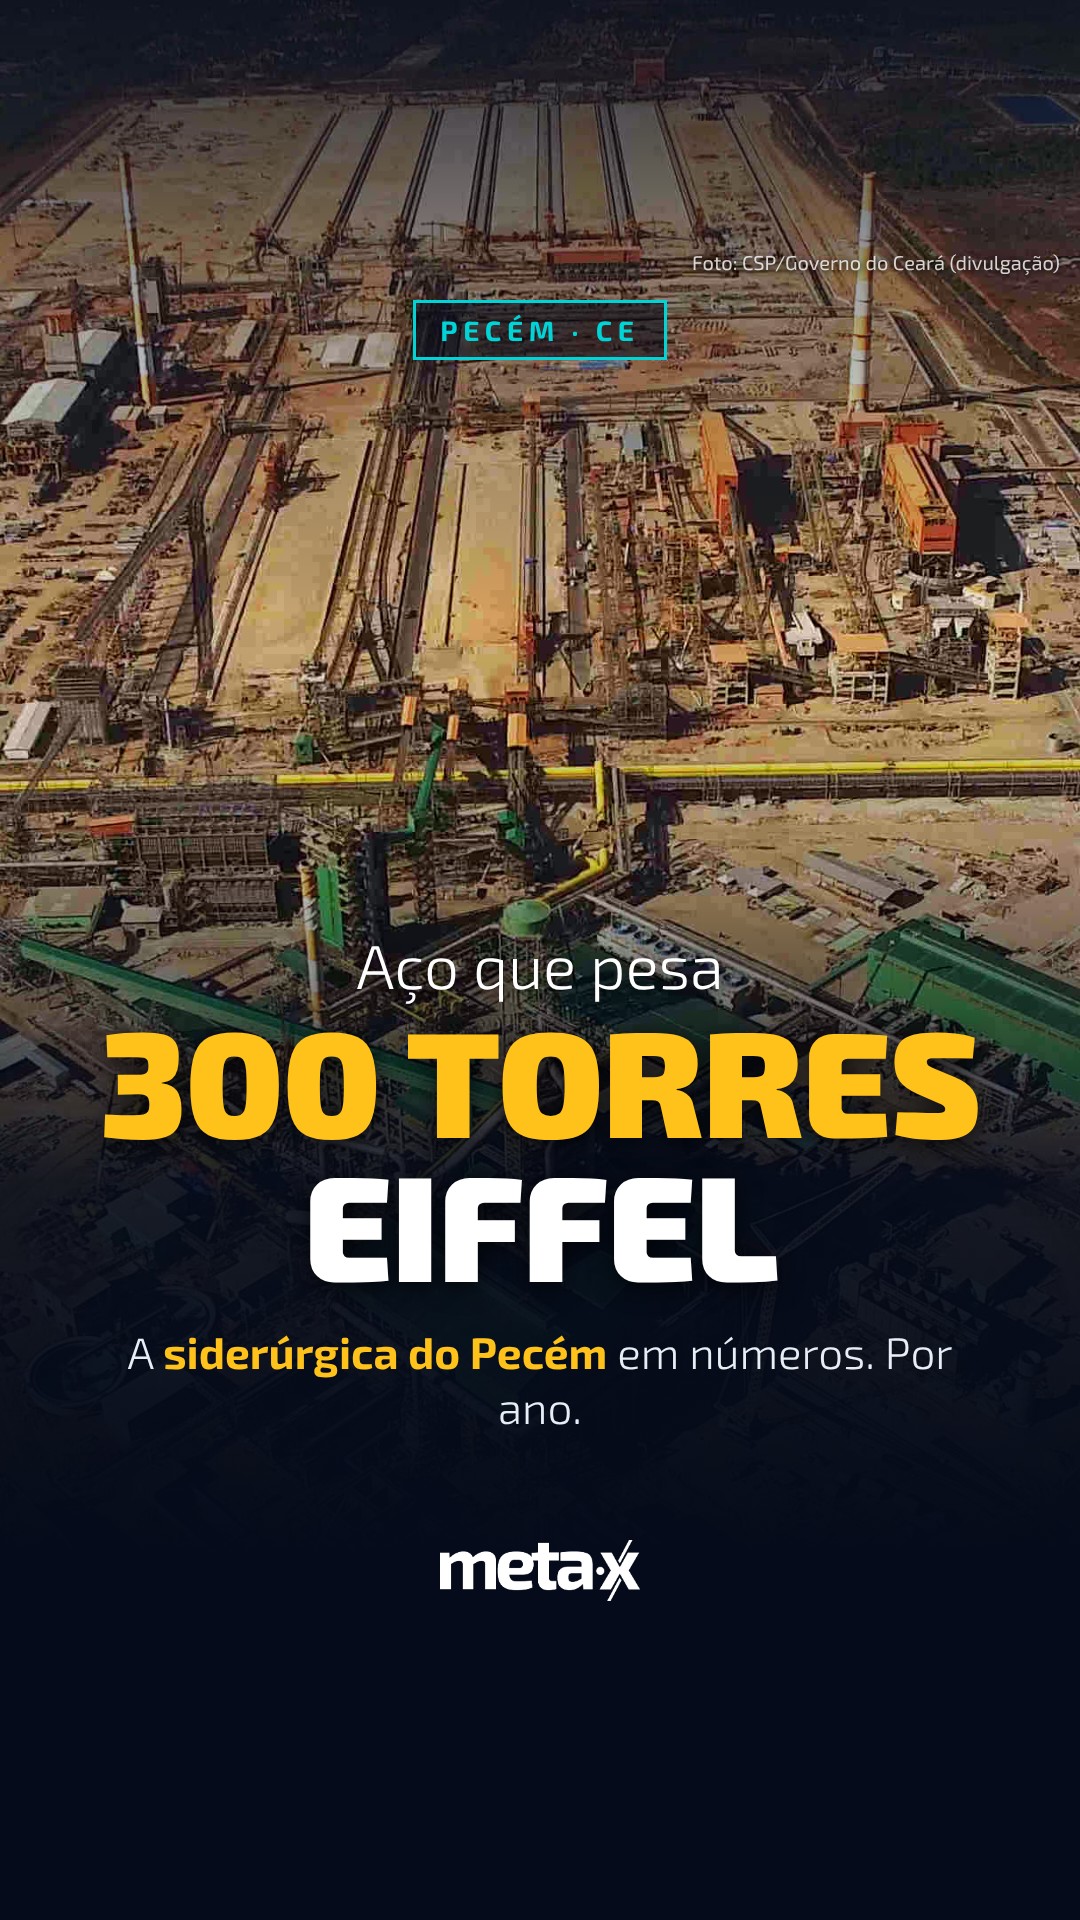 Foto: CSP/Governo do Ceará (divulgação)
PECÉM · CE
Aço que pesa
300 TORRES
EIFFEL
A siderúrgica do Pecém em números. Por
ano.
meta·x